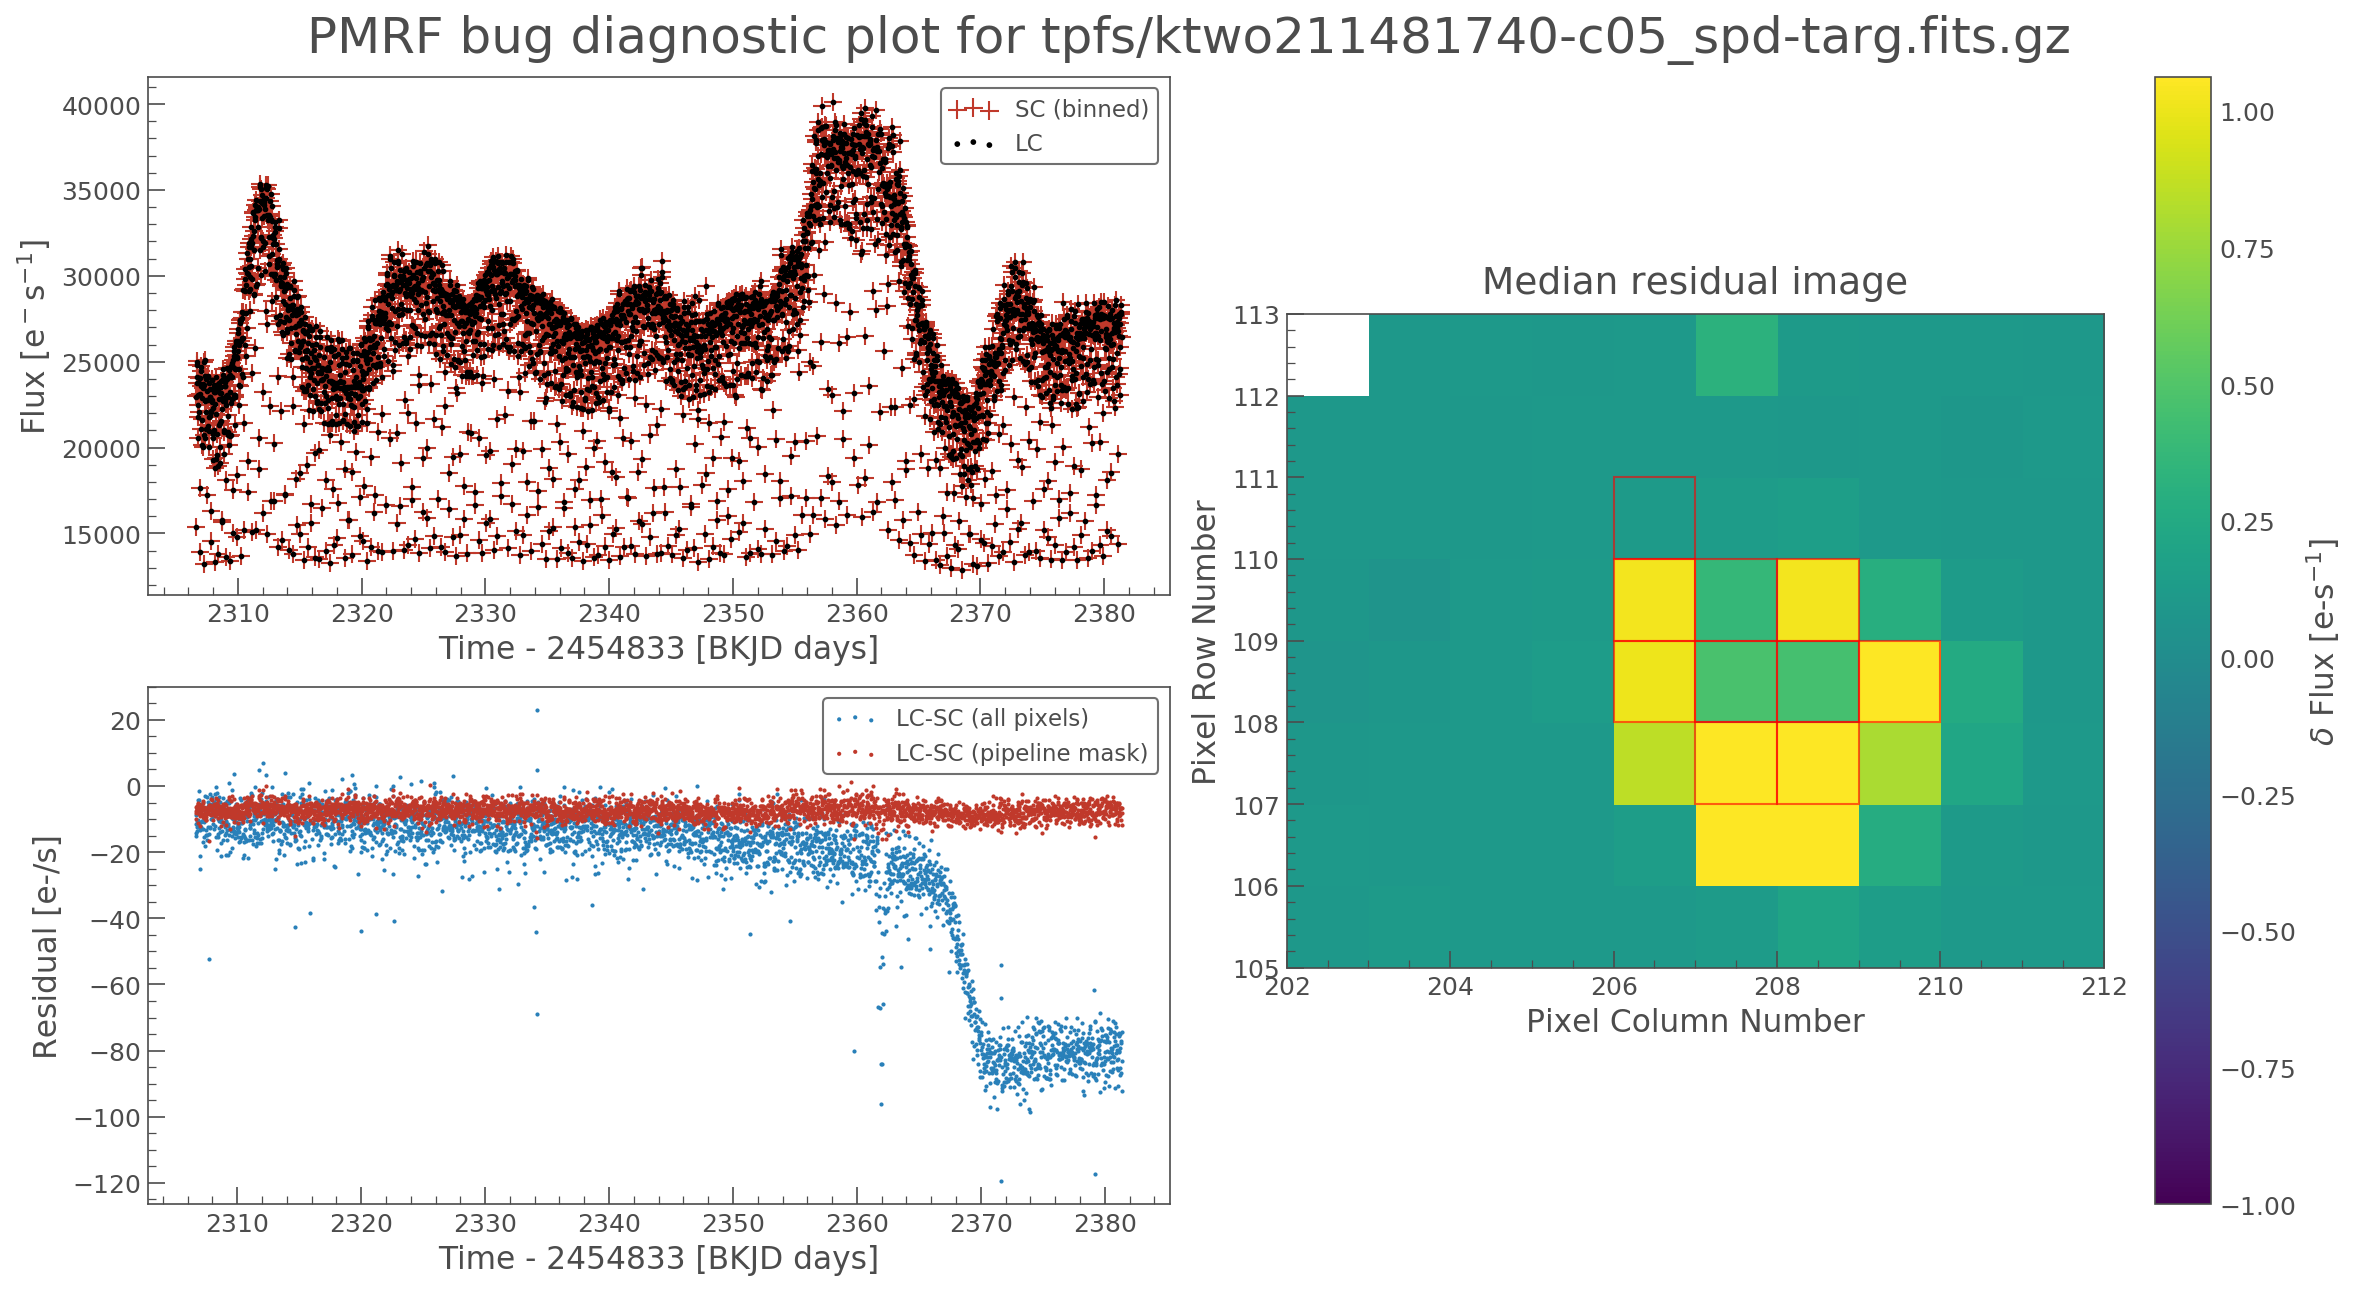 PMRF bug diagnostic plot for tpfs/ktwo211481740-c05_spd-targ.fits.gz
Flux [e⁻ s⁻¹]
40000
35000
30000
25000
20000
15000
SC (binned)
LC
2310 2320 2330 2340 2350 2360 2370 2380
Time - 2454833 [BKJD days]
Residual [e-/s]
20
0
−20
−40
−60
−80
−100
−120
LC-SC (all pixels)
LC-SC (pipeline mask)
2310 2320 2330 2340 2350 2360 2370 2380
Time - 2454833 [BKJD days]
Median residual image
Pixel Row Number
113
112
111
110
109
108
107
106
105
202 204 206 208 210 212
Pixel Column Number
1.00
0.75
0.50
0.25
0.00
−0.25
−0.50
−0.75
−1.00
δ Flux [e-s⁻¹]